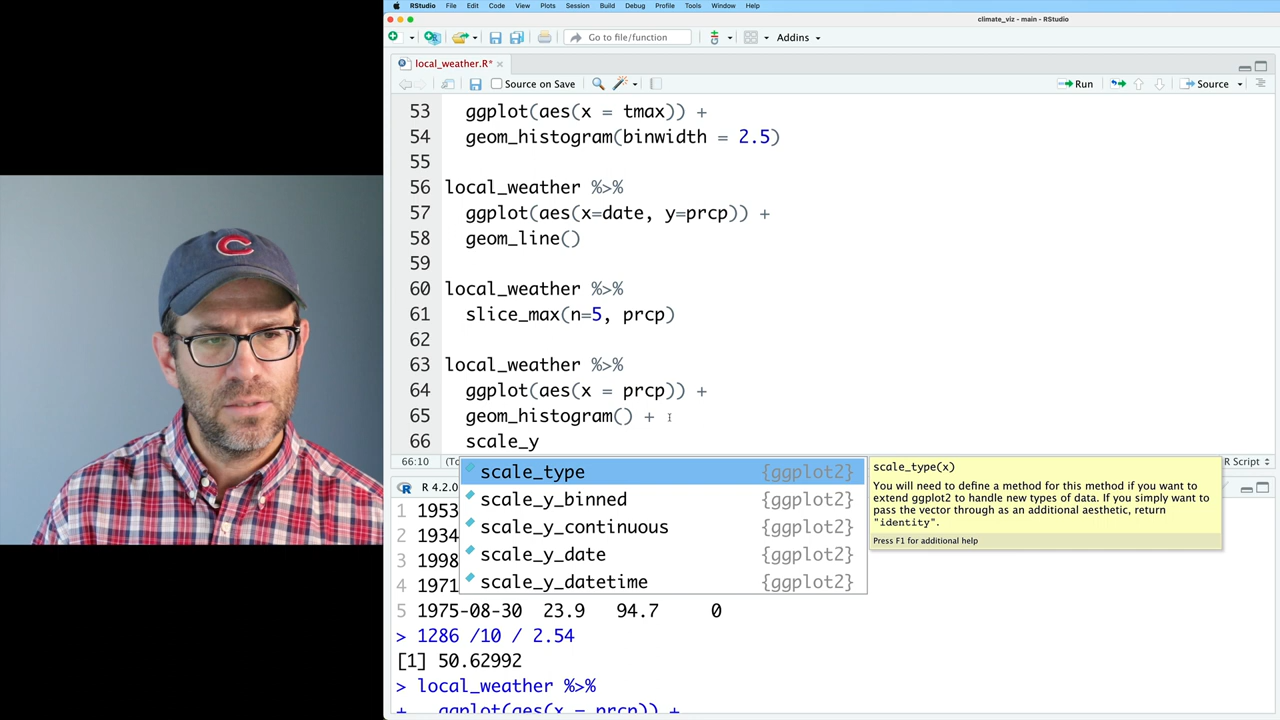 RStudio File Edit Code View Plots Session Build Debug Profile Tools Window Help
climate_viz - main - RStudio
Go to file/function Addins
local_weather.R*
Source on Save Run Source
53 ggplot(aes(x = tmax)) +
54 geom_histogram(binwidth = 2.5)
55
56 local_weather %>%
57 ggplot(aes(x=date, y=prcp)) +
58 geom_line()
59
60 local_weather %>%
61 slice_max(n=5, prcp)
62
63 local_weather %>%
64 ggplot(aes(x = prcp)) +
65 geom_histogram() +
66 scale_y
66:10 R Script
scale_type {ggplot2}
scale_y_binned {ggplot2}
scale_y_continuous {ggplot2}
scale_y_date {ggplot2}
scale_y_datetime {ggplot2}
scale_type(x)
You will need to define a method for this method if you want to
extend ggplot2 to handle new types of data. If you simply want to
pass the vector through as an additional aesthetic, return
"identity".
Press F1 for additional help
R 4.2.0
1 1953
2 1934
3 1998
4 1971
5 1975-08-30 23.9 94.7 0
> 1286 /10 / 2.54
[1] 50.62992
> local_weather %>%
+ ggplot(aes(x = prcp)) +